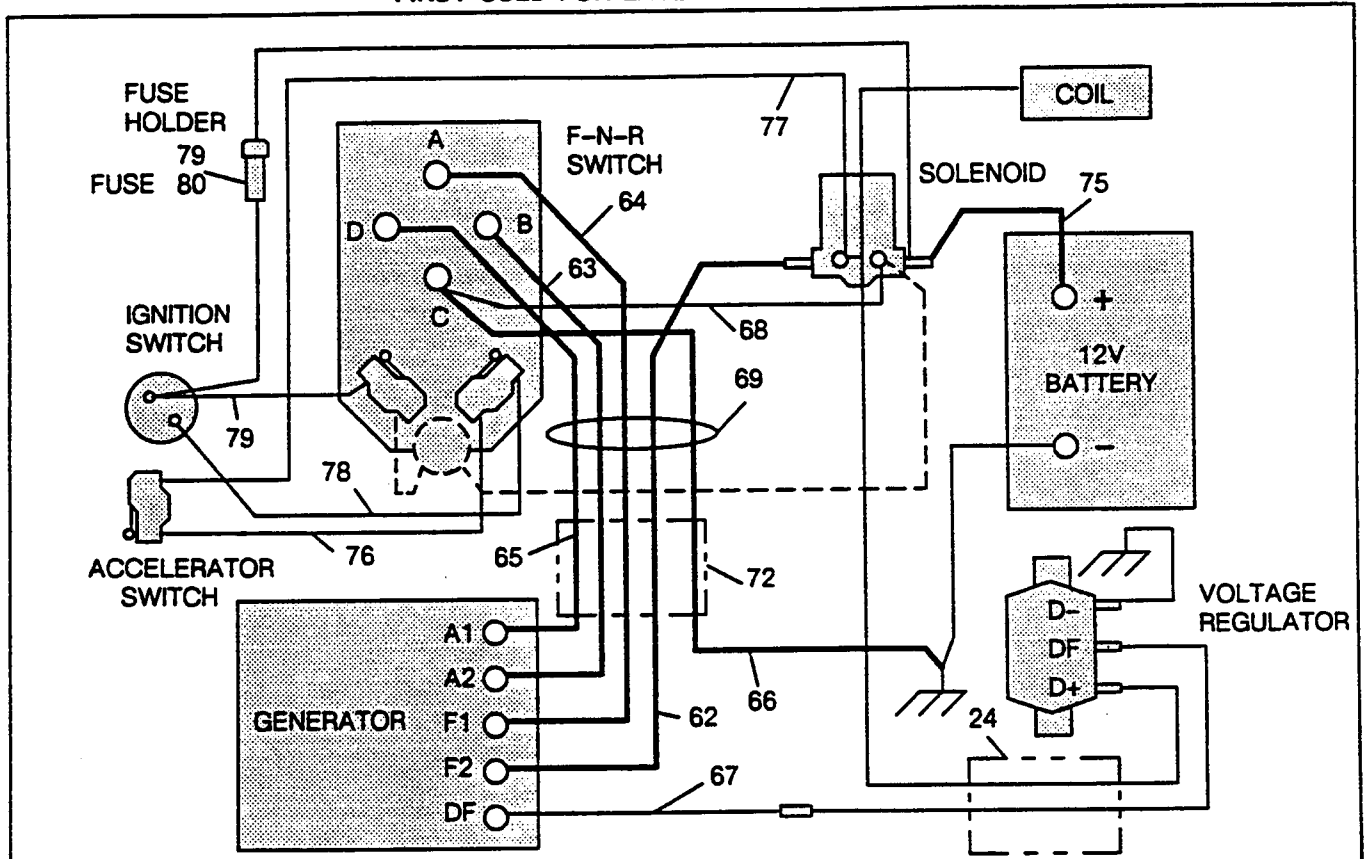 FUSE
HOLDER
79
FUSE 80
A
F-N-R
SWITCH
64
77
COIL
SOLENOID
75
D
B
63
C
68
+
12V
BATTERY
-
IGNITION
SWITCH
79
69
78
76
65
72
ACCELERATOR
SWITCH
VOLTAGE
REGULATOR
D-
DF
D+
A1
A2
GENERATOR
F1
F2
DF
66
62
24
67